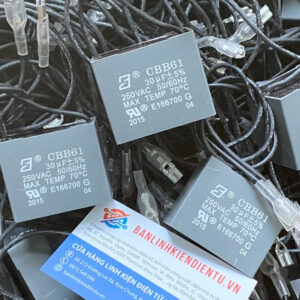 CBB61
30µF±5%
250VAC 50/60Hz
MAX TEMP 70°C
E166700 G
2015 04
CBB61
30µF±5%
250VAC 50/60Hz
MAX TEMP 70°C
E166700 G
2015 04
CBB61
30µF±5%
250VAC 50/60Hz
MAX TEMP 70°C
E166700 G
2015 04
BANLINHKIENDIENTU.VN
CỬA HÀNG LINH KIỆN ĐIỆN TỬ